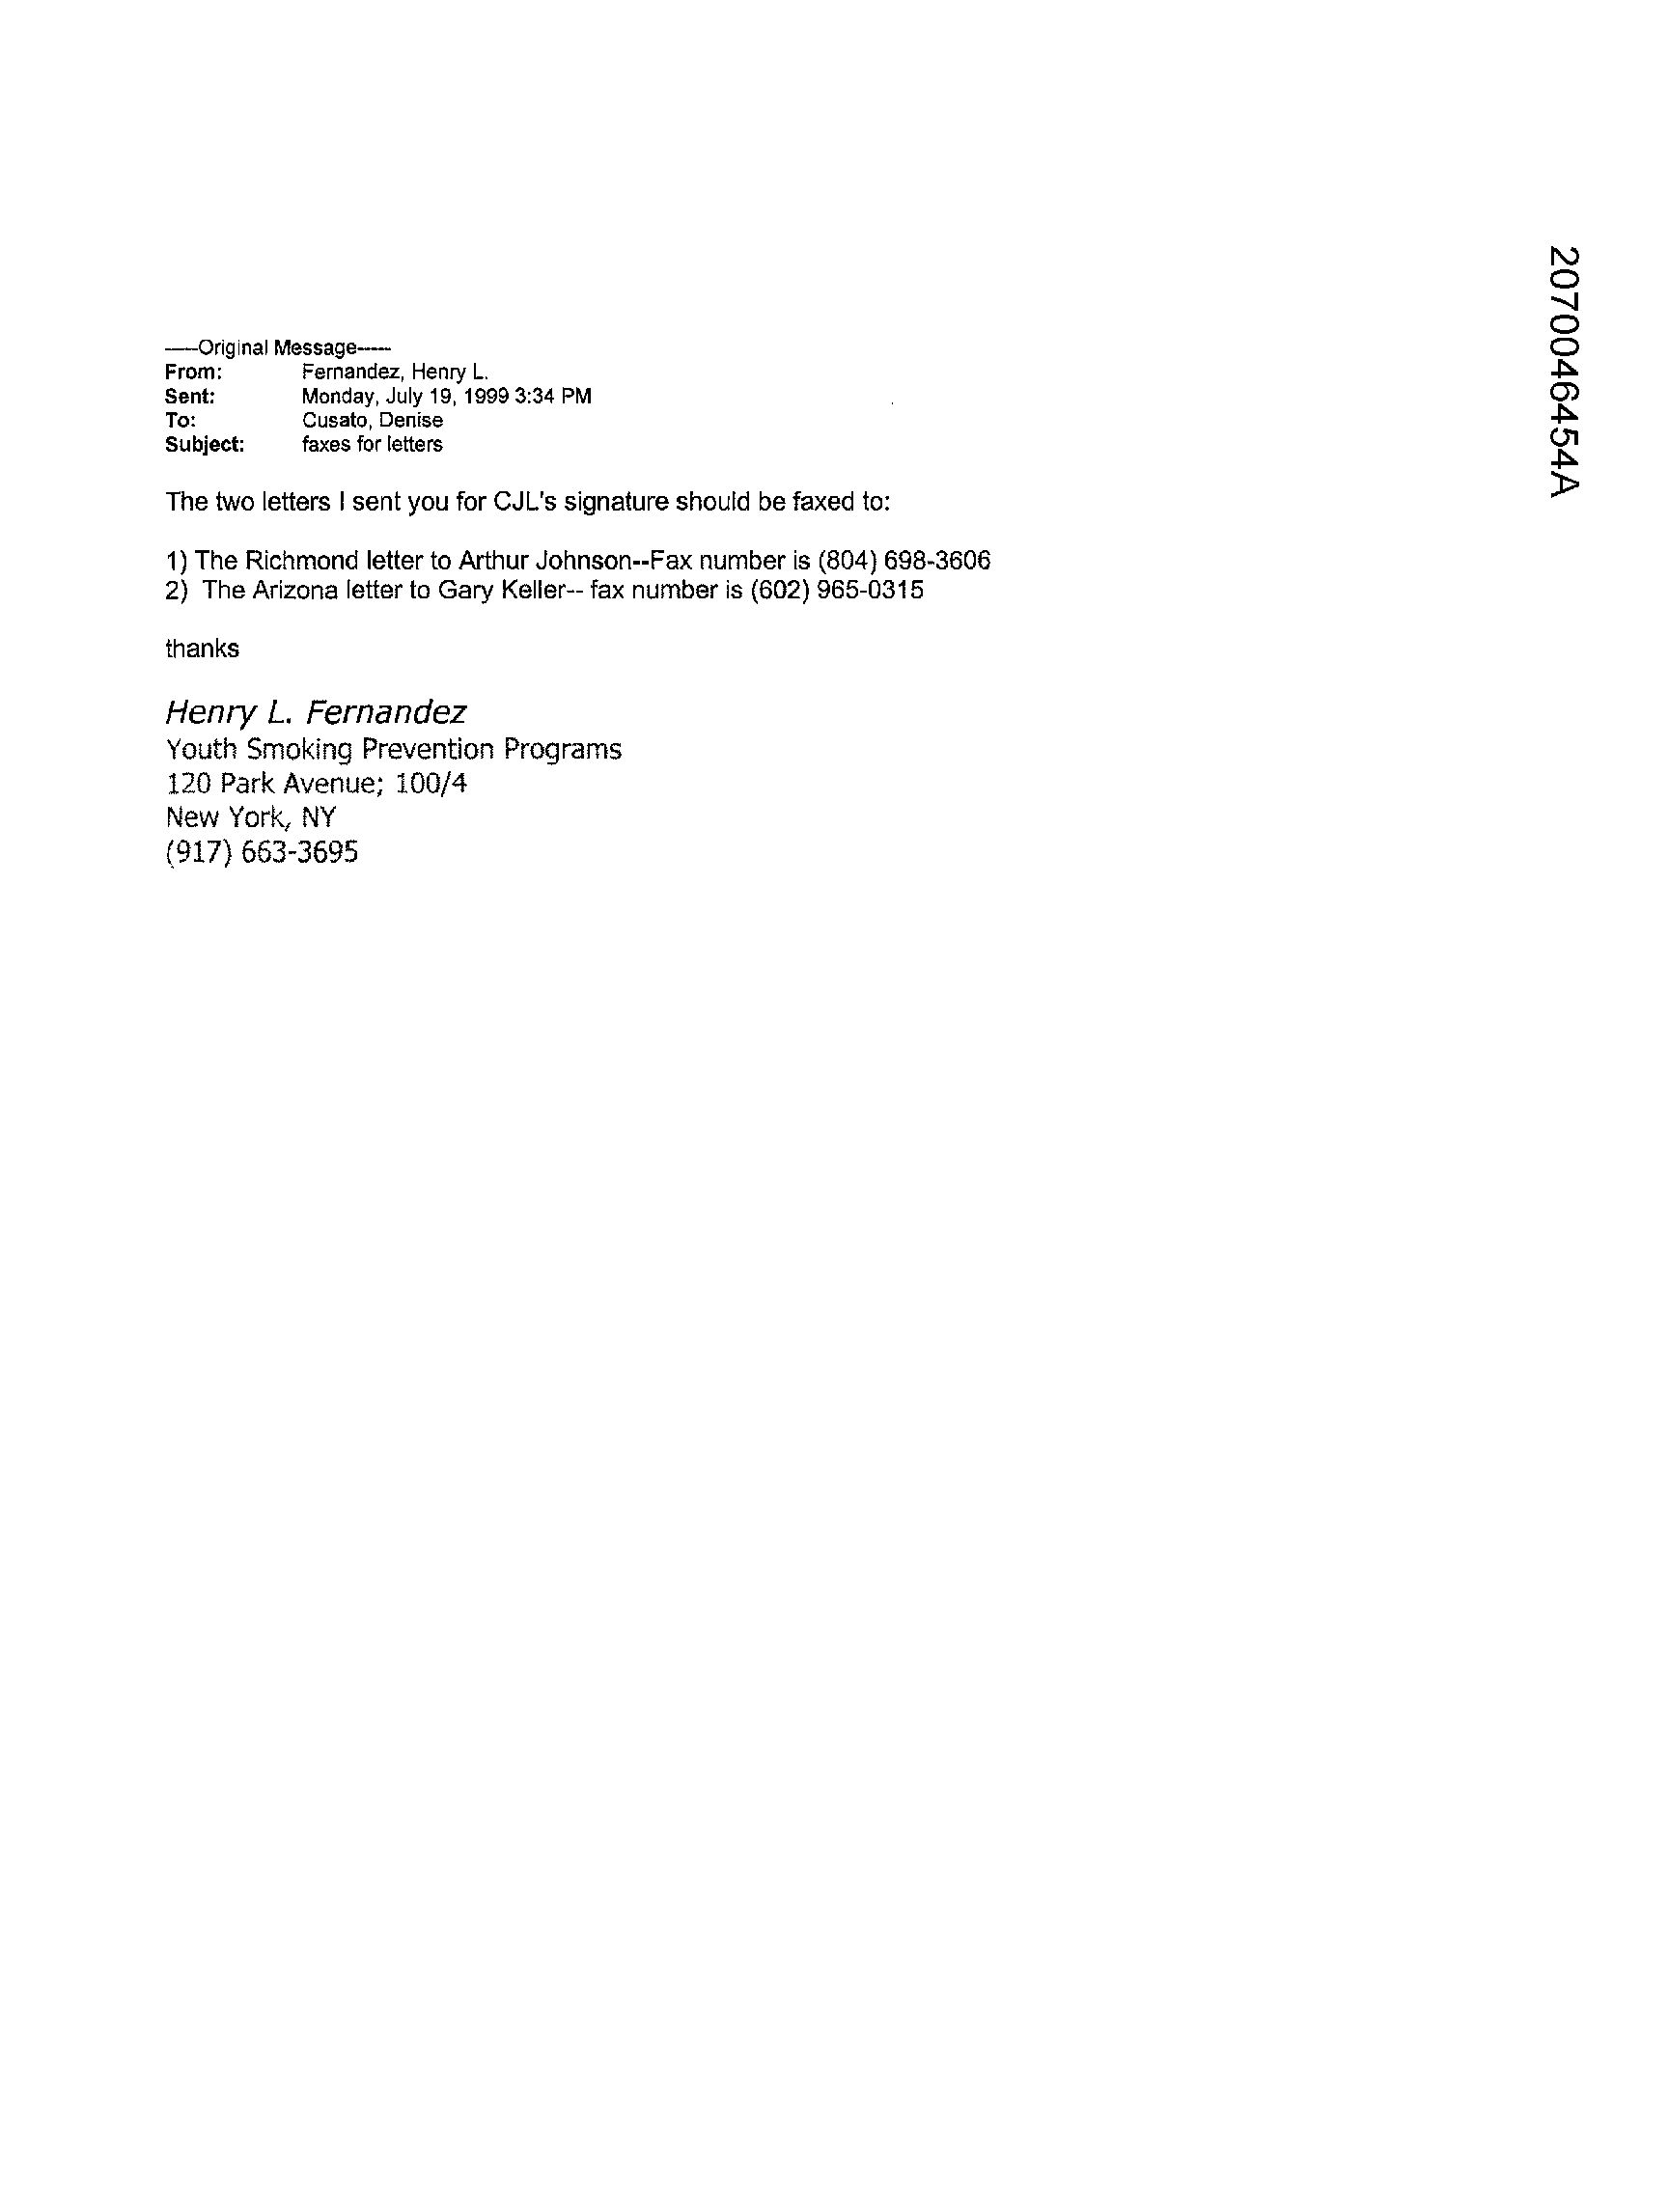 2070046454A
-----Original Message-----
From: Fernandez, Henry L.
Sent: Monday, July 19, 1999 3:34 PM
To: Cusato, Denise
Subject: faxes for letters
The two letters I sent you for CJL's signature should be faxed to:
1) The Richmond letter to Arthur Johnson--Fax number is (804) 698-3606
2) The Arizona letter to Gary Keller-- fax number is (602) 965-0315
thanks
Henry L. Fernandez
Youth Smoking Prevention Programs
120 Park Avenue; 100/4
New York, NY
(917) 663-3695